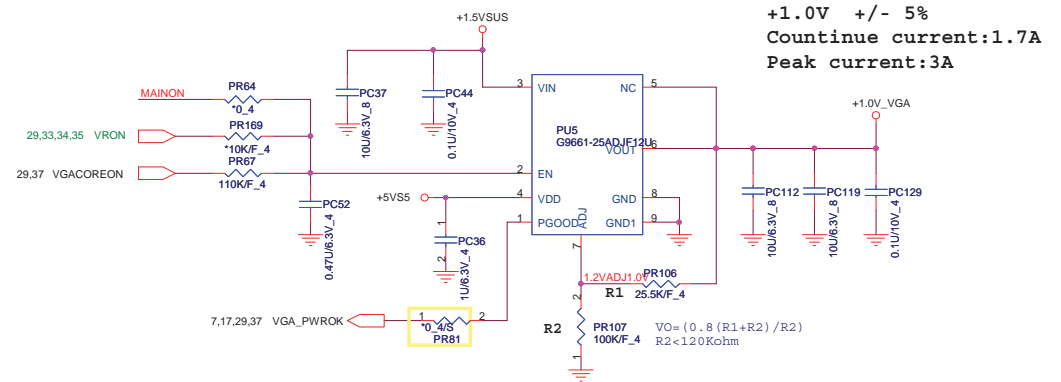 +1.0V +/- 5%
Countinue current:1.7A
Peak current:3A
+1.5VSUS
PR64
MAINON
*0_4
PR169
29,33,34,35 VRON
*10K/F_4
PR67
29,37 VGACOREON
110K/F_4
PC52
0.47U/6.3V_4
PC37
10U/6.3V_8
PC44
0.1U/10V_4
+5VS5
1
PC36
2
1U/6.3V_4
3 VIN
NC 5
PU5
G9661-25ADJF12U
VOUT 6
2 EN
4 VDD
GND 8
1 PGOOD
GND1 9
ADJ
7
+1.0V_VGA
PC112
10U/6.3V_8
PC119
10U/6.3V_8
PC129
0.1U/10V_4
1.2VADJ1.0V
PR106
R1 25.5K/F_4
2
R2
PR107
100K/F_4
1
VO=(0.8(R1+R2)/R2)
R2<120Kohm
7,17,29,37 VGA_PWROK
1 2
*0_4/S
PR81